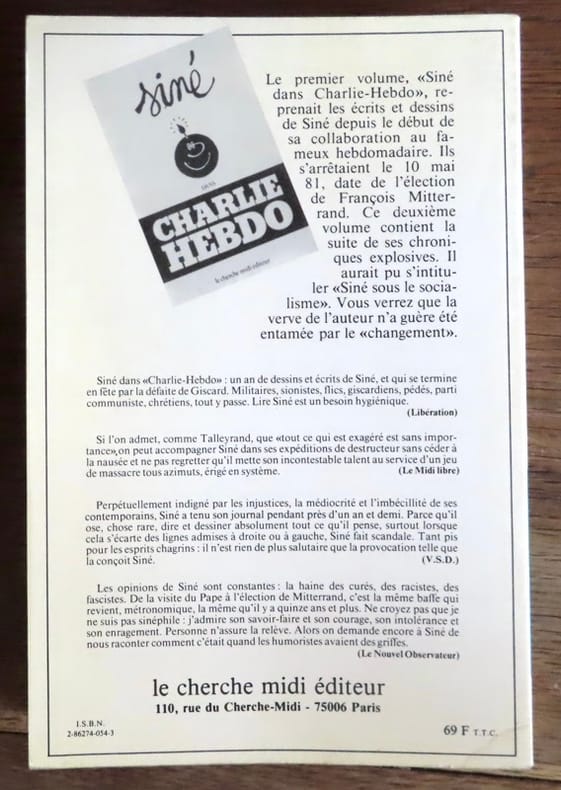 siné
DANS
CHARLIE
HEBDO
le cherche midi éditeur
Le premier volume, «Siné
dans Charlie-Hebdo», re-
prenait les écrits et dessins
de Siné depuis le début de
sa collaboration au fa-
meux hebdomadaire. Ils
s'arrêtaient le 10 mai
81, date de l'élection
de François Mitter-
rand. Ce deuxième
volume contient la
suite de ses chroni-
ques explosives. Il
aurait pu s'intitu-
ler «Siné sous le socia-
lisme». Vous verrez que la
verve de l'auteur n'a guère été
entamée par le «changement».
Siné dans «Charlie-Hebdo» : un an de dessins et écrits de Siné, et qui se termine
en fête par la défaite de Giscard. Militaires, sionistes, flics, giscardiens, pédés, parti
communiste, chrétiens, tout y passe. Lire Siné est un besoin hygiénique.
(Libération)
Si l'on admet, comme Talleyrand, que «tout ce qui est exagéré est sans impor-
tance»,on peut accompagner Siné dans ses expéditions de destructeur sans céder à
la nausée et ne pas regretter qu'il mette son incontestable talent au service d'un jeu
de massacre tous azimuts, érigé en système. (Le Midi libre)
Perpétuellement indigné par les injustices, la médiocrité et l'imbécillité de ses
contemporains, Siné a tenu son journal pendant près d'un an et demi. Parce qu'il
ose, chose rare, dire et dessiner absolument tout ce qu'il pense, surtout lorsque
cela s'écarte des lignes admises à droite ou à gauche, Siné fait scandale. Tant pis
pour les esprits chagrins : il n'est rien de plus salutaire que la provocation telle que
la conçoit Siné. (V.S.D.)
Les opinions de Siné sont constantes : la haine des curés, des racistes, des
fascistes. De la visite du Pape à l'élection de Mitterrand, c'est la même baffe qui
revient, métronomique, la même qu'il y a quinze ans et plus. Ne croyez pas que je
ne suis pas sinéphile : j'admire son savoir-faire et son courage, son intolérance et
son enragement. Personne n'assure la relève. Alors on demande encore à Siné de
nous raconter comment c'était quand les humoristes avaient des griffes.
(Le Nouvel Observateur)
le cherche midi éditeur
110, rue du Cherche-Midi - 75006 Paris
I.S.B.N.
2-86274-054-3
69 F T.T.C.